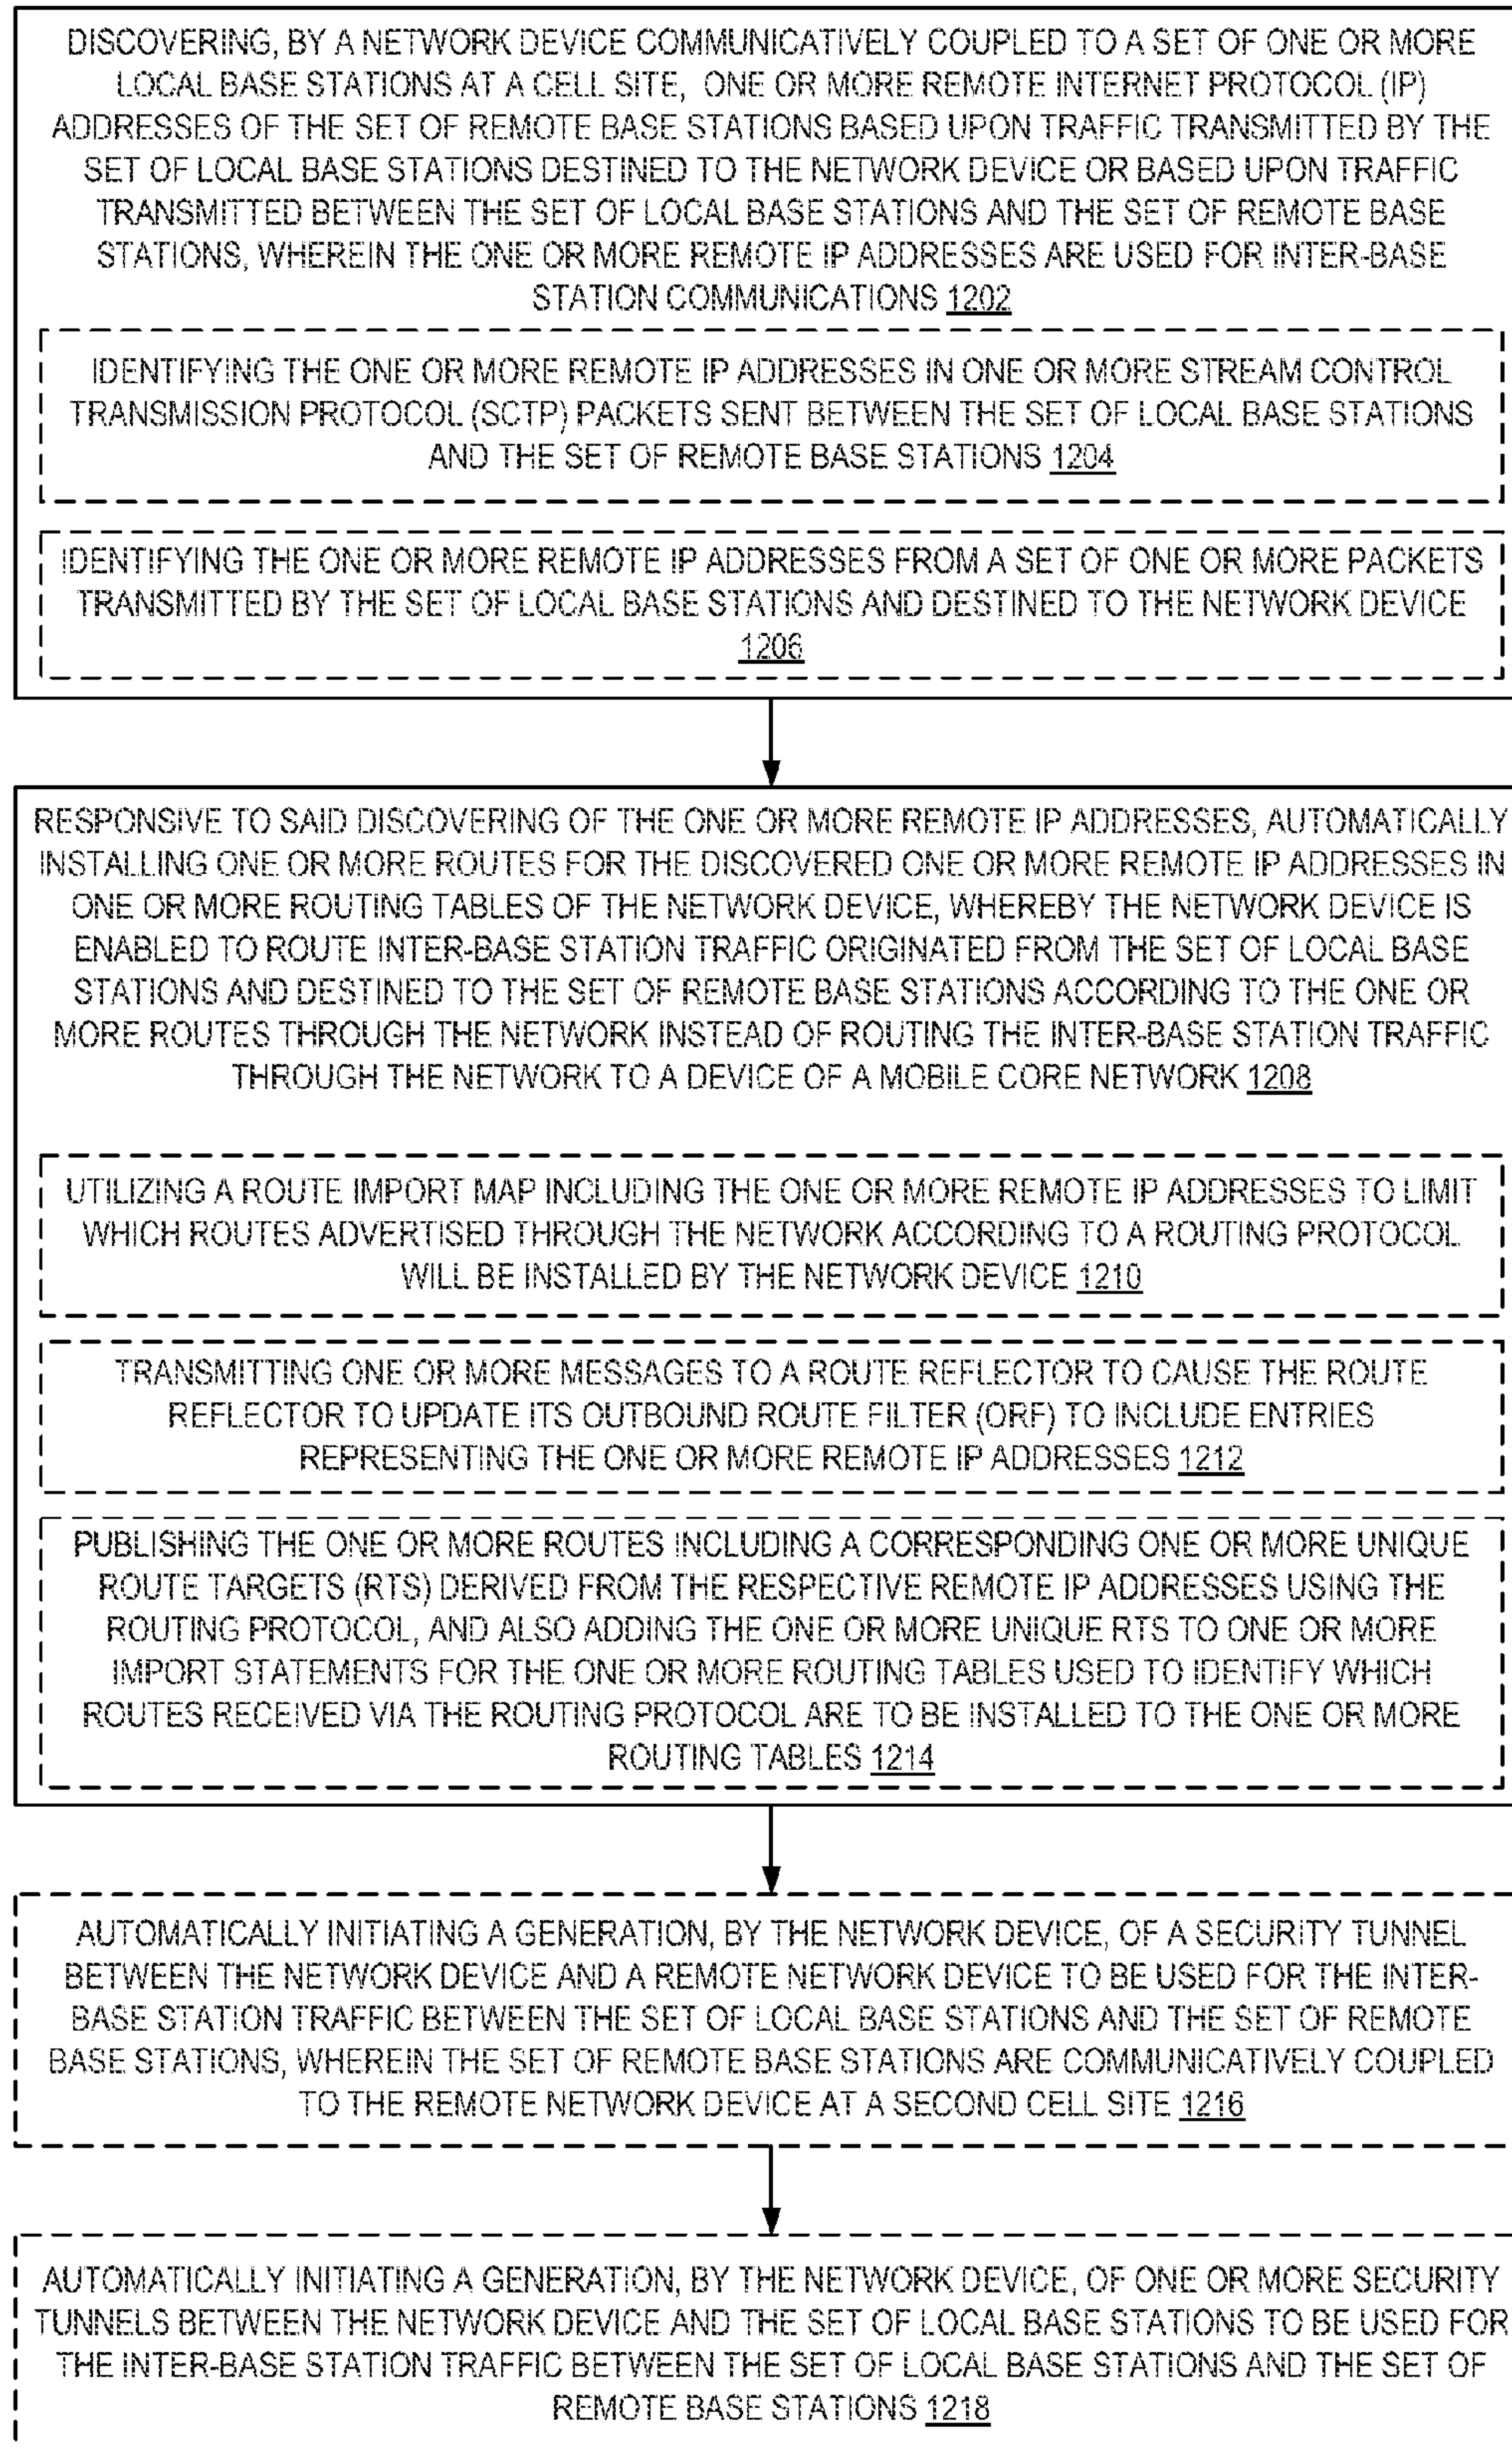 DISCOVERING, BY A NETWORK DEVICE COMMUNICATIVELY COUPLED TO A SET OF ONE OR MORE
LOCAL BASE STATIONS AT A CELL SITE, ONE OR MORE REMOTE INTERNET PROTOCOL (IP)
ADDRESSES OF THE SET OF REMOTE BASE STATIONS BASED UPON TRAFFIC TRANSMITTED BY THE
SET OF LOCAL BASE STATIONS DESTINED TO THE NETWORK DEVICE OR BASED UPON TRAFFIC
TRANSMITTED BETWEEN THE SET OF LOCAL BASE STATIONS AND THE SET OF REMOTE BASE
STATIONS, WHEREIN THE ONE OR MORE REMOTE IP ADDRESSES ARE USED FOR INTER-BASE
STATION COMMUNICATIONS 1202
IDENTIFYING THE ONE OR MORE REMOTE IP ADDRESSES IN ONE OR MORE STREAM CONTROL
TRANSMISSION PROTOCOL (SCTP) PACKETS SENT BETWEEN THE SET OF LOCAL BASE STATIONS
AND THE SET OF REMOTE BASE STATIONS 1204
IDENTIFYING THE ONE OR MORE REMOTE IP ADDRESSES FROM A SET OF ONE OR MORE PACKETS
TRANSMITTED BY THE SET OF LOCAL BASE STATIONS AND DESTINED TO THE NETWORK DEVICE
1206
RESPONSIVE TO SAID DISCOVERING OF THE ONE OR MORE REMOTE IP ADDRESSES, AUTOMATICALLY
INSTALLING ONE OR MORE ROUTES FOR THE DISCOVERED ONE OR MORE REMOTE IP ADDRESSES IN
ONE OR MORE ROUTING TABLES OF THE NETWORK DEVICE, WHEREBY THE NETWORK DEVICE IS
ENABLED TO ROUTE INTER-BASE STATION TRAFFIC ORIGINATED FROM THE SET OF LOCAL BASE
STATIONS AND DESTINED TO THE SET OF REMOTE BASE STATIONS ACCORDING TO THE ONE OR
MORE ROUTES THROUGH THE NETWORK INSTEAD OF ROUTING THE INTER-BASE STATION TRAFFIC
THROUGH THE NETWORK TO A DEVICE OF A MOBILE CORE NETWORK 1208
UTILIZING A ROUTE IMPORT MAP INCLUDING THE ONE OR MORE REMOTE IP ADDRESSES TO LIMIT
WHICH ROUTES ADVERTISED THROUGH THE NETWORK ACCORDING TO A ROUTING PROTOCOL
WILL BE INSTALLED BY THE NETWORK DEVICE 1210
TRANSMITTING ONE OR MORE MESSAGES TO A ROUTE REFLECTOR TO CAUSE THE ROUTE
REFLECTOR TO UPDATE ITS OUTBOUND ROUTE FILTER (ORF) TO INCLUDE ENTRIES
REPRESENTING THE ONE OR MORE REMOTE IP ADDRESSES 1212
PUBLISHING THE ONE OR MORE ROUTES INCLUDING A CORRESPONDING ONE OR MORE UNIQUE
ROUTE TARGETS (RTS) DERIVED FROM THE RESPECTIVE REMOTE IP ADDRESSES USING THE
ROUTING PROTOCOL, AND ALSO ADDING THE ONE OR MORE UNIQUE RTS TO ONE OR MORE
IMPORT STATEMENTS FOR THE ONE OR MORE ROUTING TABLES USED TO IDENTIFY WHICH
ROUTES RECEIVED VIA THE ROUTING PROTOCOL ARE TO BE INSTALLED TO THE ONE OR MORE
ROUTING TABLES 1214
AUTOMATICALLY INITIATING A GENERATION, BY THE NETWORK DEVICE, OF A SECURITY TUNNEL
BETWEEN THE NETWORK DEVICE AND A REMOTE NETWORK DEVICE TO BE USED FOR THE INTER-
BASE STATION TRAFFIC BETWEEN THE SET OF LOCAL BASE STATIONS AND THE SET OF REMOTE
BASE STATIONS, WHEREIN THE SET OF REMOTE BASE STATIONS ARE COMMUNICATIVELY COUPLED
TO THE REMOTE NETWORK DEVICE AT A SECOND CELL SITE 1216
AUTOMATICALLY INITIATING A GENERATION, BY THE NETWORK DEVICE, OF ONE OR MORE SECURITY
TUNNELS BETWEEN THE NETWORK DEVICE AND THE SET OF LOCAL BASE STATIONS TO BE USED FOR
THE INTER-BASE STATION TRAFFIC BETWEEN THE SET OF LOCAL BASE STATIONS AND THE SET OF
REMOTE BASE STATIONS 1218